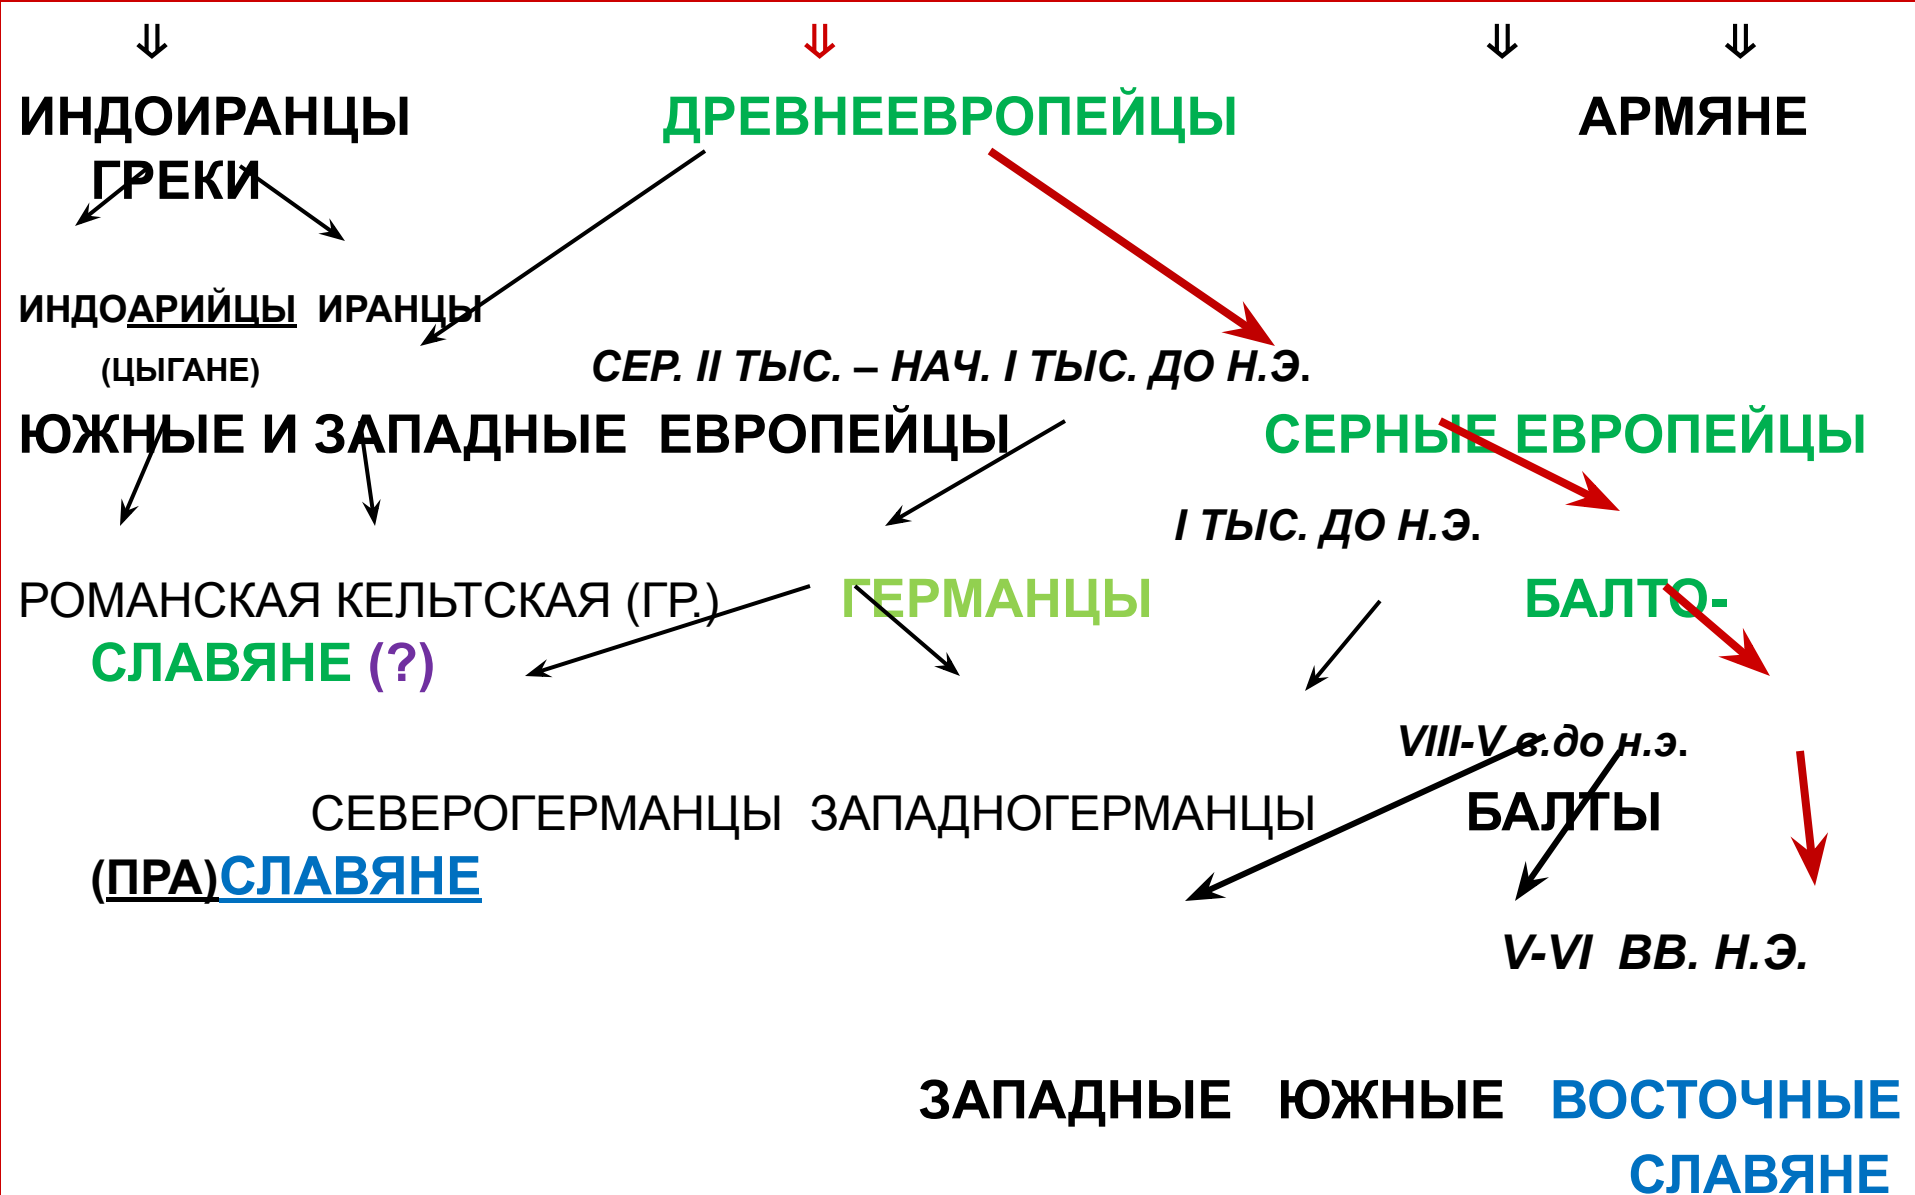 ⇓ ⇓ ⇓ ⇓
ИНДОИРАНЦЫ ДРЕВНЕЕВРОПЕЙЦЫ АРМЯНЕ
ГРЕКИ
ИНДОАРИЙЦЫ ИРАНЦЫ
(ЦЫГАНЕ) СЕР. II ТЫС. – НАЧ. I ТЫС. ДО Н.Э.
ЮЖНЫЕ И ЗАПАДНЫЕ ЕВРОПЕЙЦЫ СЕРНЫЕ ЕВРОПЕЙЦЫ
I ТЫС. ДО Н.Э.
РОМАНСКАЯ КЕЛЬТСКАЯ (ГР.) ГЕРМАНЦЫ БАЛТО-
СЛАВЯНЕ (?)
VIII-V в.до н.э.
СЕВЕРОГЕРМАНЦЫ ЗАПАДНОГЕРМАНЦЫ БАЛТЫ
(ПРА)СЛАВЯНЕ
V-VI ВВ. Н.Э.
ЗАПАДНЫЕ ЮЖНЫЕ ВОСТОЧНЫЕ
СЛАВЯНЕ